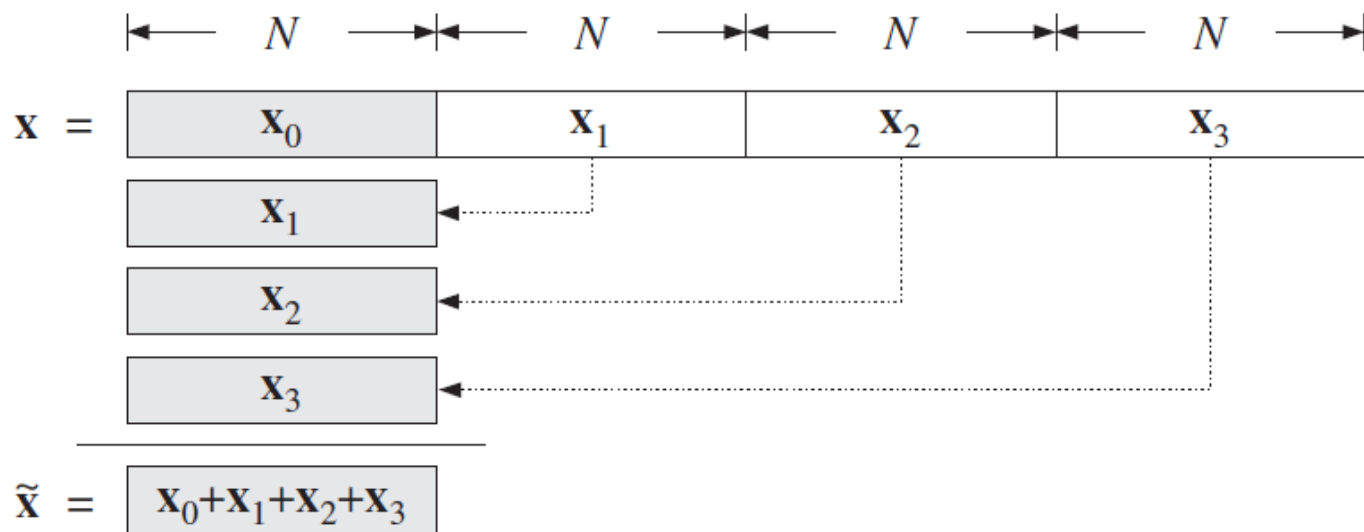 N N N N
x = x₀ x₁ x₂ x₃
x₁
x₂
x₃
x̃ = x₀+x₁+x₂+x₃